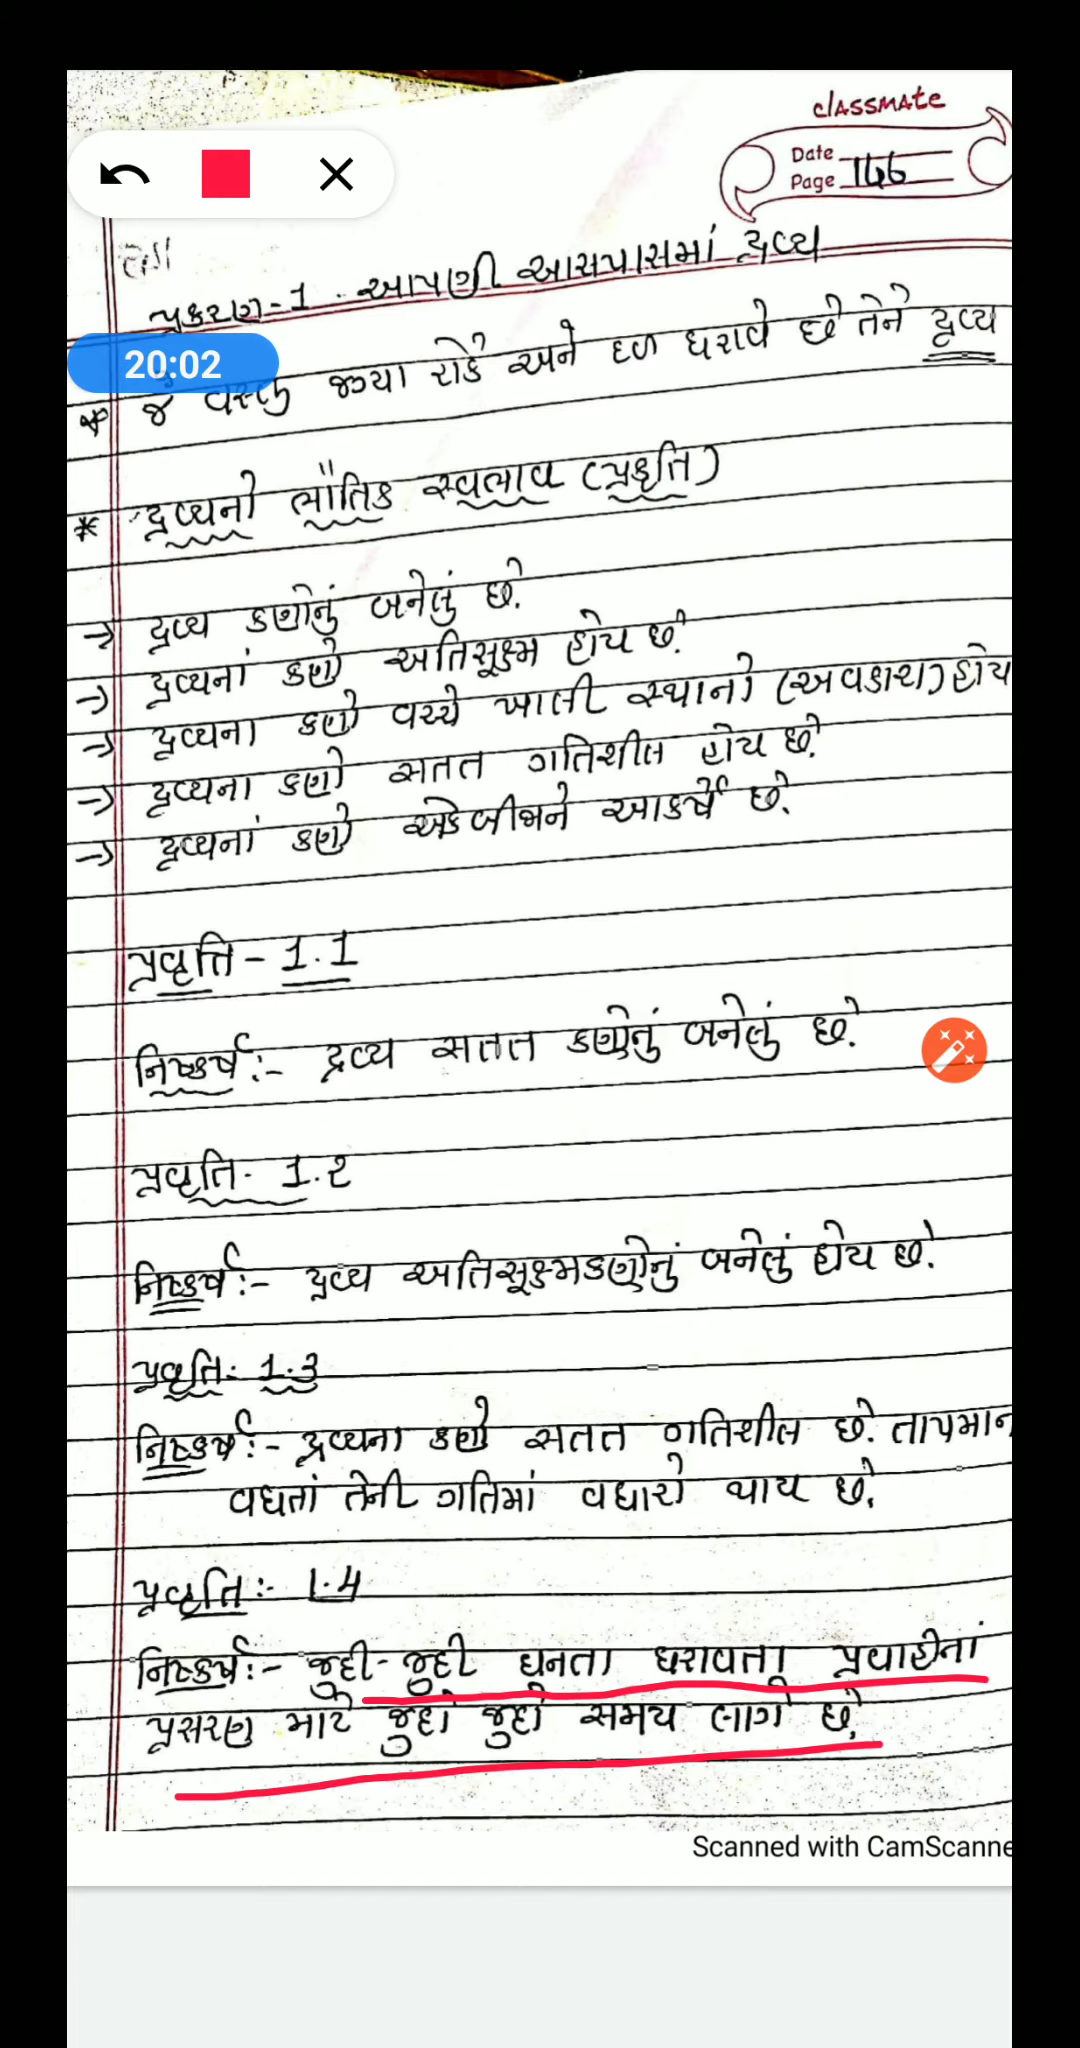 classmate
Date
Page 146
પ્રકરણ-1 . આપણી આસપાસમાં દ્રવ્ય
20:02
* જે વસ્તુ જગ્યા રોકે અને દળ ધરાવે છે તેને દ્રવ્ય
* દ્રવ્યનો ભૌતિક સ્વભાવ (પ્રકૃતિ)
→ દ્રવ્ય કણોનું બનેલું છે.
→ દ્રવ્યનાં કણો અતિસૂક્ષ્મ હોય છે.
→ દ્રવ્યના કણો વચ્ચે ખાલી સ્થાનો (અવકાશ) હોય
→ દ્રવ્યના કણો સતત ગતિશીલ હોય છે.
→ દ્રવ્યનાં કણો એકબીજાને આકર્ષે છે.
પ્રવૃત્તિ - 1.1
નિષ્કર્ષ:- દ્રવ્ય સતત કણોનું બનેલું છે.
પ્રવૃતિ- 1.2
નિષ્કર્ષ:- દ્રવ્ય અતિસૂક્ષ્મકણોનું બનેલું હોય છે.
પ્રવૃતિ: 1.3
નિષ્કર્ષ:- દ્રવ્યના કણો સતત ગતિશીલ છે. તાપમાન
વધતાં તેની ગતિમાં વધારો થાય છે.
પ્રવૃતિ:- 1.4
નિષ્કર્ષ:- જુદી-જુદી ઘનતા ધરાવતા પ્રવાહીનાં
પ્રસરણ માટે જુદો જુદો સમય લાગે છે.
Scanned with CamScanne